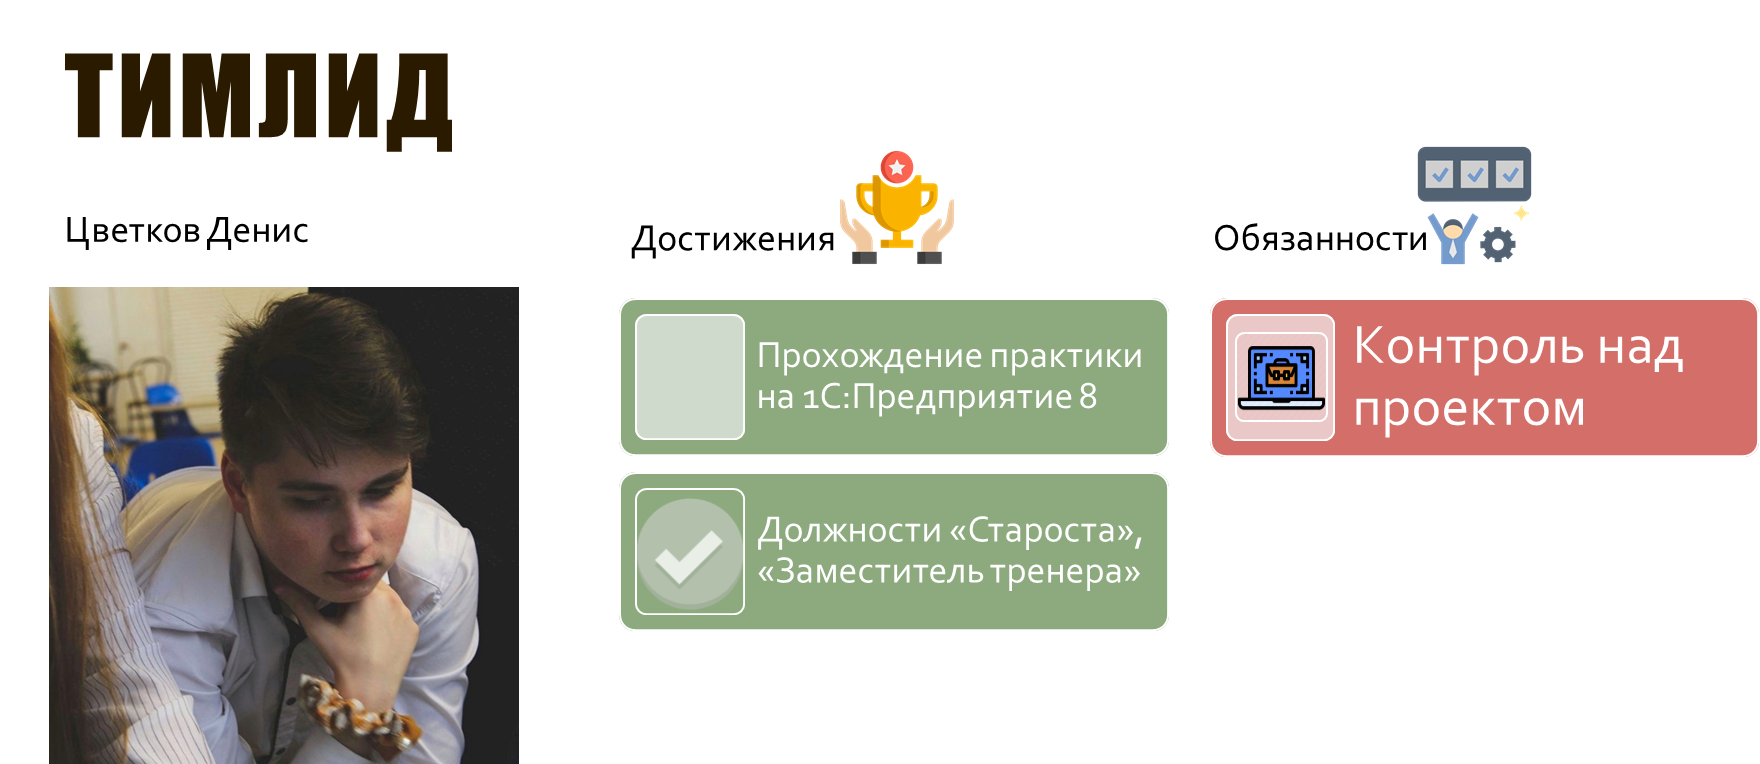 ТИМЛИД
Цветков Денис
Достижения
Прохождение практики
на 1С:Предприятие 8
Должности «Староста»,
«Заместитель тренера»
Обязанности
Контроль над
проектом